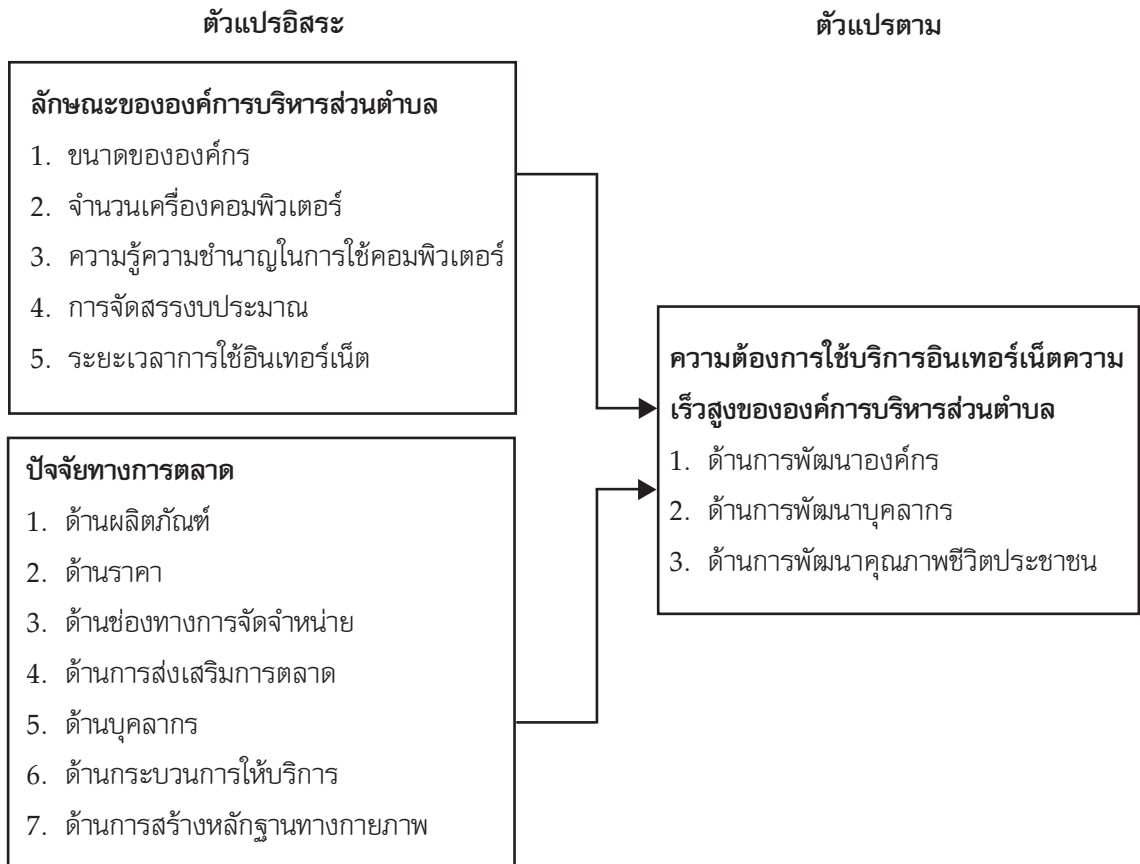 ตัวแปรอิสระ
ตัวแปรตาม
ลักษณะขององค์การบริหารส่วนตำบล
1. ขนาดขององค์กร
2. จำนวนเครื่องคอมพิวเตอร์
3. ความรู้ความชำนาญในการใช้คอมพิวเตอร์
4. การจัดสรรงบประมาณ
5. ระยะเวลาการใช้อินเทอร์เน็ต
ปัจจัยทางการตลาด
1. ด้านผลิตภัณฑ์
2. ด้านราคา
3. ด้านช่องทางการจัดจำหน่าย
4. ด้านการส่งเสริมการตลาด
5. ด้านบุคลากร
6. ด้านกระบวนการให้บริการ
7. ด้านการสร้างหลักฐานทางกายภาพ
ความต้องการใช้บริการอินเทอร์เน็ตความ
เร็วสูงขององค์การบริหารส่วนตำบล
1. ด้านการพัฒนาองค์กร
2. ด้านการพัฒนาบุคลากร
3. ด้านการพัฒนาคุณภาพชีวิตประชาชน